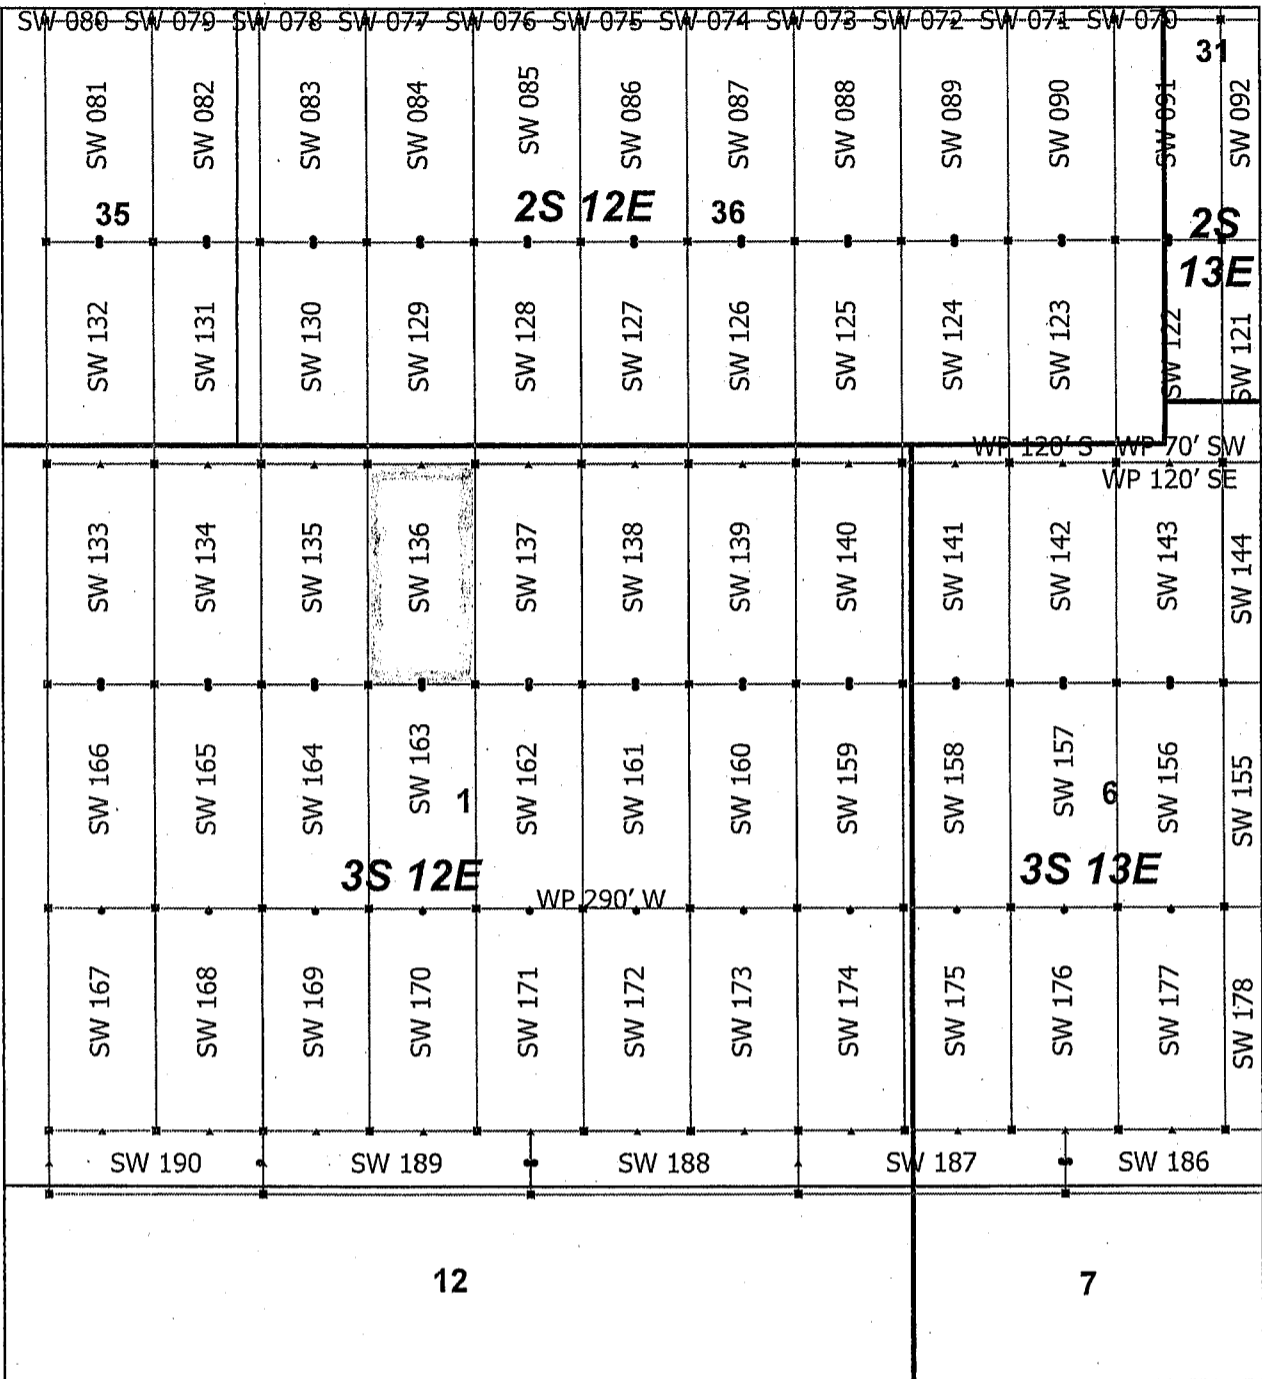 SW 080 SW 079 SW 078 SW 077 SW 076 SW 075 SW 074 SW 073 SW 072 SW 071 SW 070
31
SW 081 SW 082 SW 083 SW 084 SW 085 SW 086 SW 087 SW 088 SW 089 SW 090 SW 091 SW 092
35 2S 12E 36 2S
13E
SW 132 SW 131 SW 130 SW 129 SW 128 SW 127 SW 126 SW 125 SW 124 SW 123 SW 122 SW 121
WP 120' S WP 70' SW
WP 120' SE
SW 133 SW 134 SW 135 SW 136 SW 137 SW 138 SW 139 SW 140 SW 141 SW 142 SW 143 SW 144
SW 166 SW 165 SW 164 SW 163 SW 162 SW 161 SW 160 SW 159 SW 158 SW 157 SW 156 SW 155
1 6
3S 12E 3S 13E
WP 290' W
SW 167 SW 168 SW 169 SW 170 SW 171 SW 172 SW 173 SW 174 SW 175 SW 176 SW 177 SW 178
SW 190 SW 189 SW 188 SW 187 SW 186
12 7